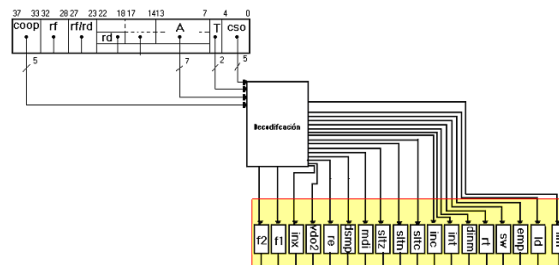 37 33 32 28 27 23 22 18 17 14 13 7 4 0
coop rf rf/rd rd A T cso
5 7 2 5
Decodificación
f2 f1 inx vdo2 re dsmp mdi sltz sltn sltc inc int dinm rt sw emp ld